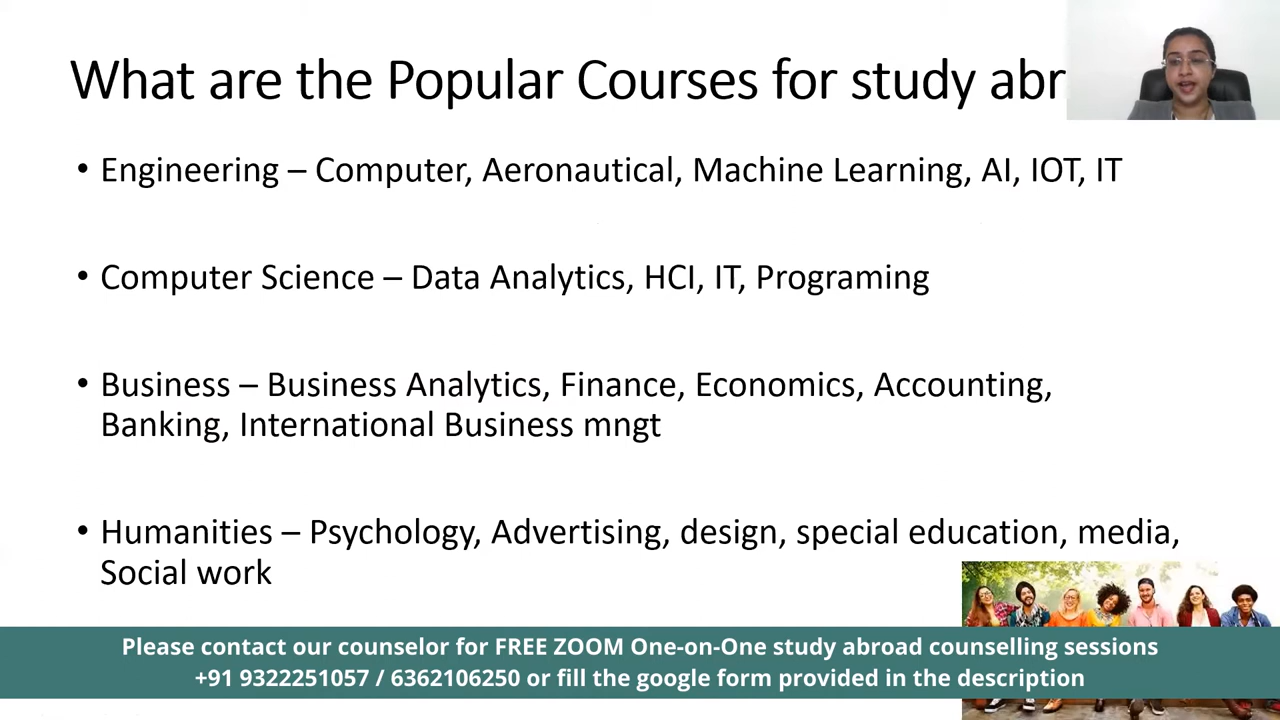 What are the Popular Courses for study abr
• Engineering – Computer, Aeronautical, Machine Learning, AI, IOT, IT
• Computer Science – Data Analytics, HCI, IT, Programing
• Business – Business Analytics, Finance, Economics, Accounting,
Banking, International Business mngt
• Humanities – Psychology, Advertising, design, special education, media,
Social work
Please contact our counselor for FREE ZOOM One-on-One study abroad counselling sessions
+91 9322251057 / 6362106250 or fill the google form provided in the description